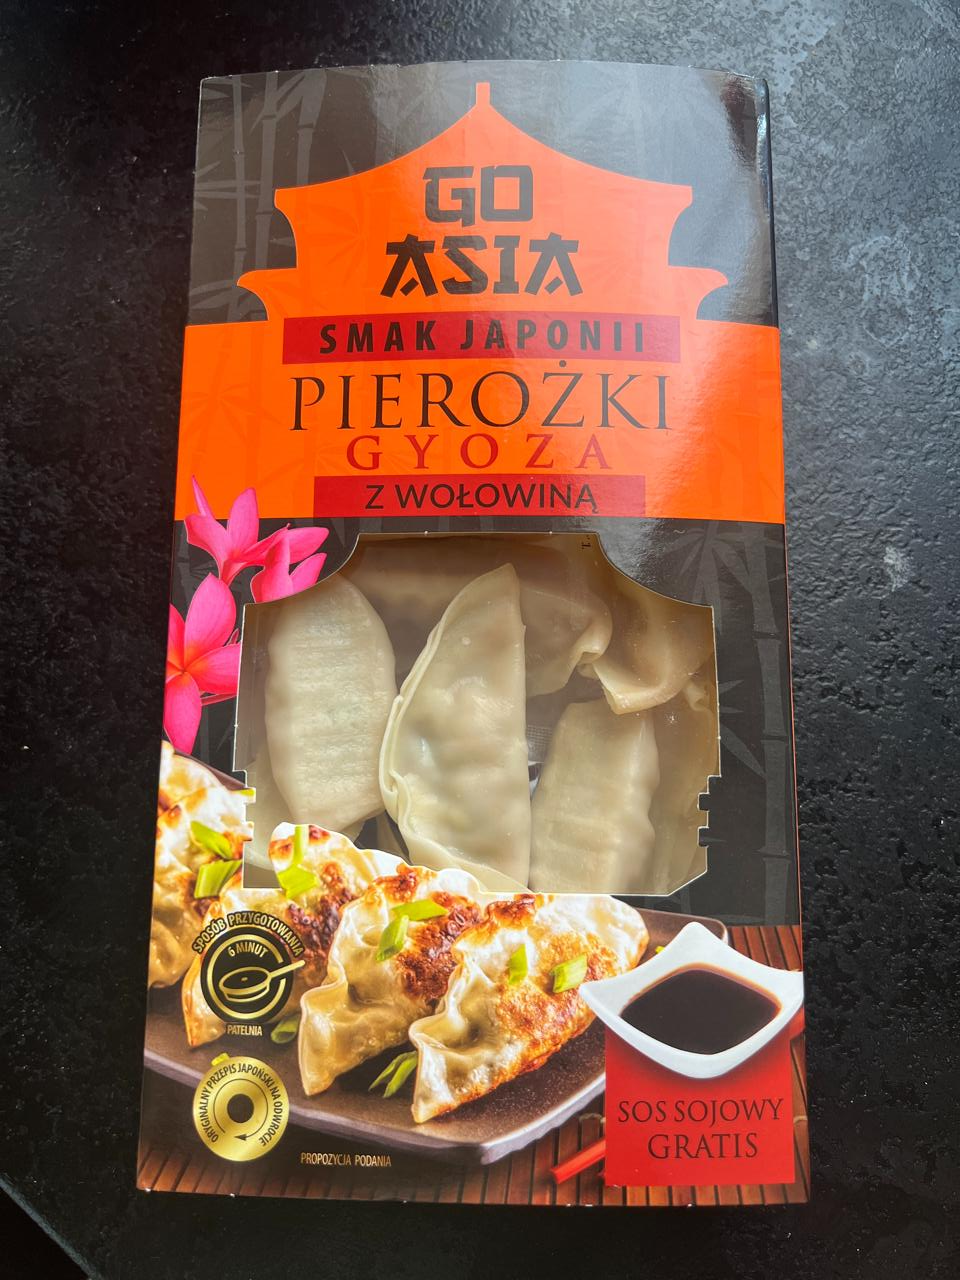 GO
ASIA
SMAK JAPONII
PIEROŻKI
GYOZA
Z WOŁOWINĄ
SPOSÓB PRZYGOTOWANIA
6 MINUT
PATELNIA
ORYGINALNY PRZEPIS JAPOŃSKI NA ODWROCIE
PROPOZYCJA PODANIA
SOS SOJOWY
GRATIS